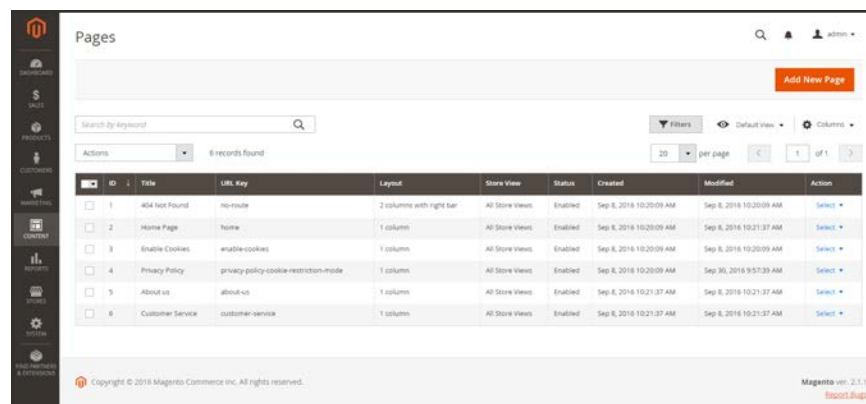 Pages
admin
DASHBOARD
SALES
PRODUCTS
CUSTOMERS
MARKETING
CONTENT
REPORTS
STORES
SYSTEM
FIND PARTNERS
& EXTENSIONS
Add New Page
Search by keyword
Filters Default View Columns
Actions 6 records found 20 per page 1 of 1
ID Title URL Key Layout Store View Status Created Modified Action
1 404 Not Found no-route 2 columns with right bar All Store Views Enabled Sep 8, 2016 10:20:09 AM Sep 8, 2016 10:20:09 AM Select
2 Home Page home 1 column All Store Views Enabled Sep 8, 2016 10:20:09 AM Sep 8, 2016 10:21:37 AM Select
3 Enable Cookies enable-cookies 1 column All Store Views Enabled Sep 8, 2016 10:20:09 AM Sep 8, 2016 10:20:09 AM Select
4 Privacy Policy privacy-policy-cookie-restriction-mode 1 column All Store Views Enabled Sep 8, 2016 10:20:09 AM Sep 30, 2016 9:57:39 AM Select
5 About us about-us 1 column All Store Views Enabled Sep 8, 2016 10:21:37 AM Sep 8, 2016 10:21:37 AM Select
6 Customer Service customer-service 1 column All Store Views Enabled Sep 8, 2016 10:21:37 AM Sep 8, 2016 10:21:37 AM Select
Copyright © 2016 Magento Commerce Inc. All rights reserved.
Magento ver. 2.1.
Report Bugs